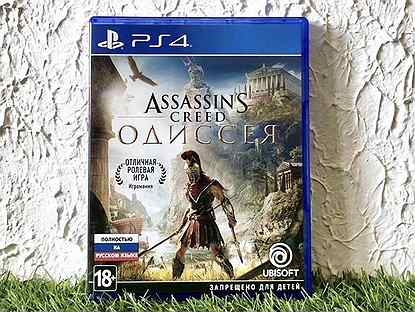 PS4
ASSASSIN'S
CREED
ОДИССЕЯ
ОТЛИЧНАЯ
РОЛЕВАЯ
ИГРА
Игромания
ПОЛНОСТЬЮ
НА
РУССКОМ ЯЗЫКЕ
18+
UBISOFT
ЗАПРЕЩЕНО ДЛЯ ДЕТЕЙ